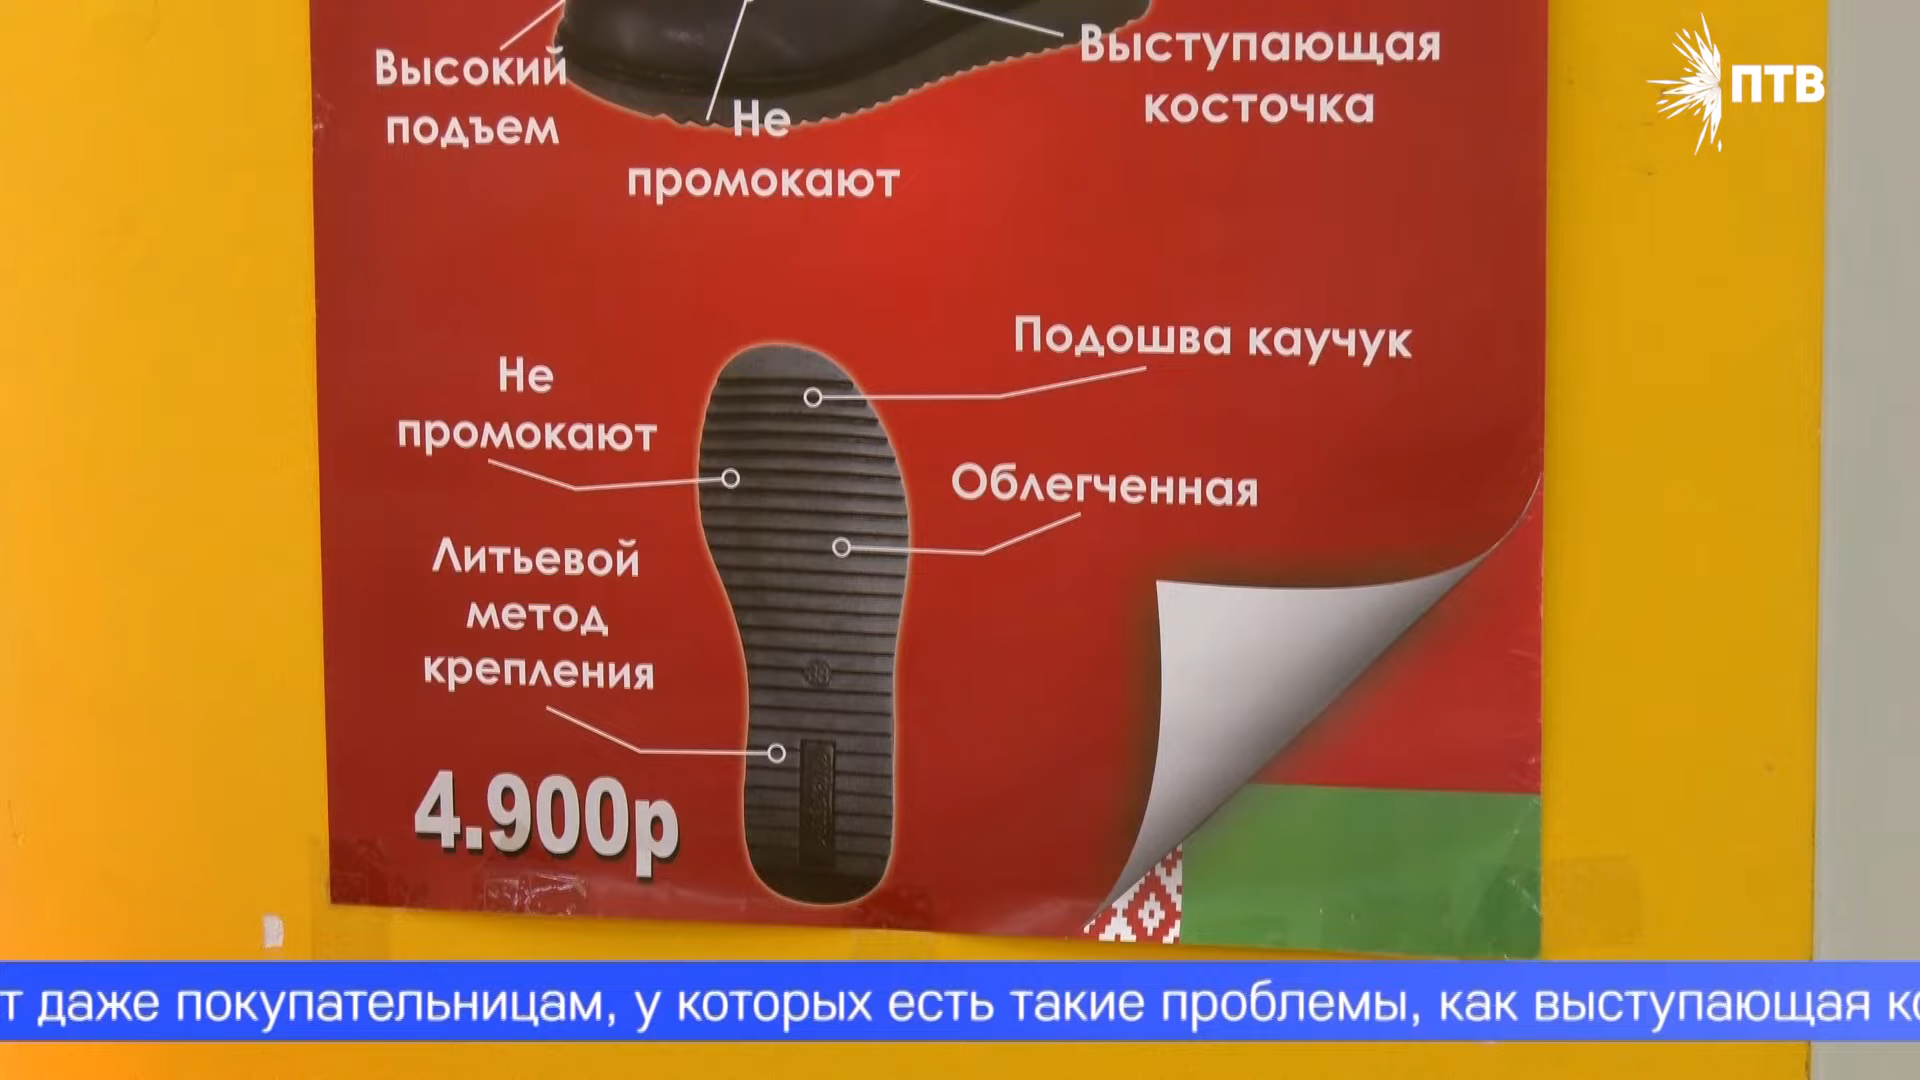 ПТВ
Высокий
подъем
Не
промокают
Выступающая
косточка
Подошва каучук
Не
промокают
Облегченная
Литьевой
метод
крепления
4.900р
даже покупательницам, у которых есть такие проблемы, как выступающая